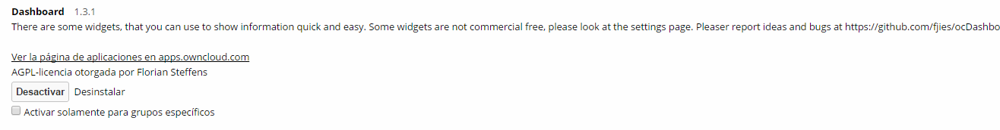 Dashboard 1.3.1
There are some widgets, that you can use to show information quick and easy. Some widgets are not commercial free, please look at the settings page. Pleaser report ideas and bugs at https://github.com/fjies/ocDashbo
Ver la página de aplicaciones en apps.owncloud.com
AGPL-licencia otorgada por Florian Steffens
Desactivar Desinstalar
Activar solamente para grupos específicos